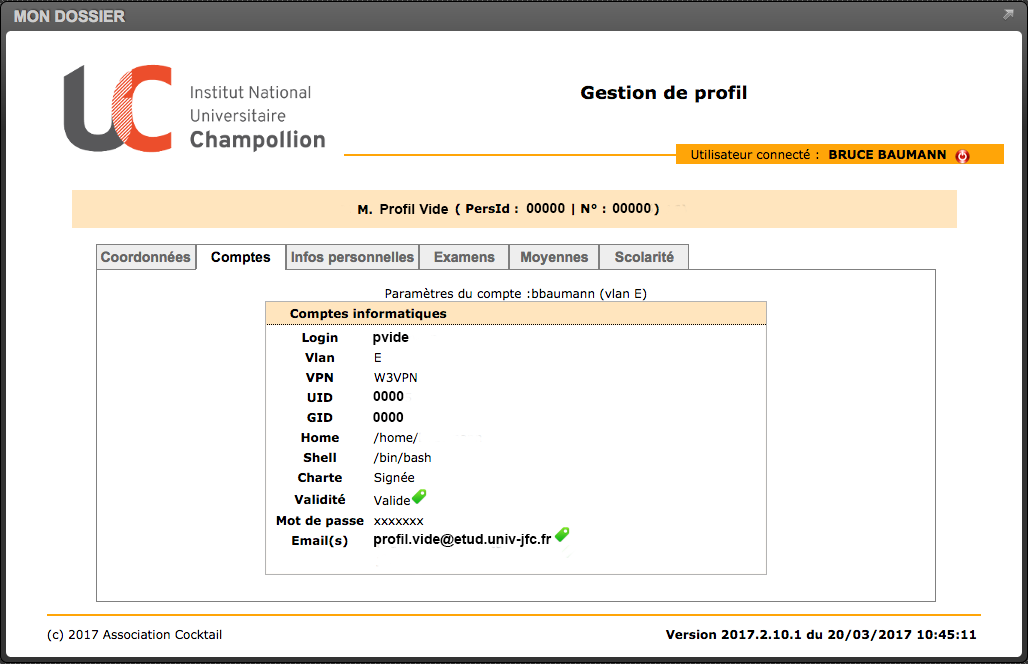 MON DOSSIER
UC
Institut National
Universitaire
Champollion
Gestion de profil
Utilisateur connecté : BRUCE BAUMANN
M. Profil Vide ( PersId : 00000 | N° : 00000 )
Coordonnées Comptes Infos personnelles Examens Moyennes Scolarité
Paramètres du compte :bbaumann (vlan E)
Comptes informatiques
Login pvide
Vlan E
VPN W3VPN
UID 0000
GID 0000
Home /home/
Shell /bin/bash
Charte Signée
Validité Valide
Mot de passe xxxxxxx
Email(s) profil.vide@etud.univ-jfc.fr
(c) 2017 Association Cocktail
Version 2017.2.10.1 du 20/03/2017 10:45:11